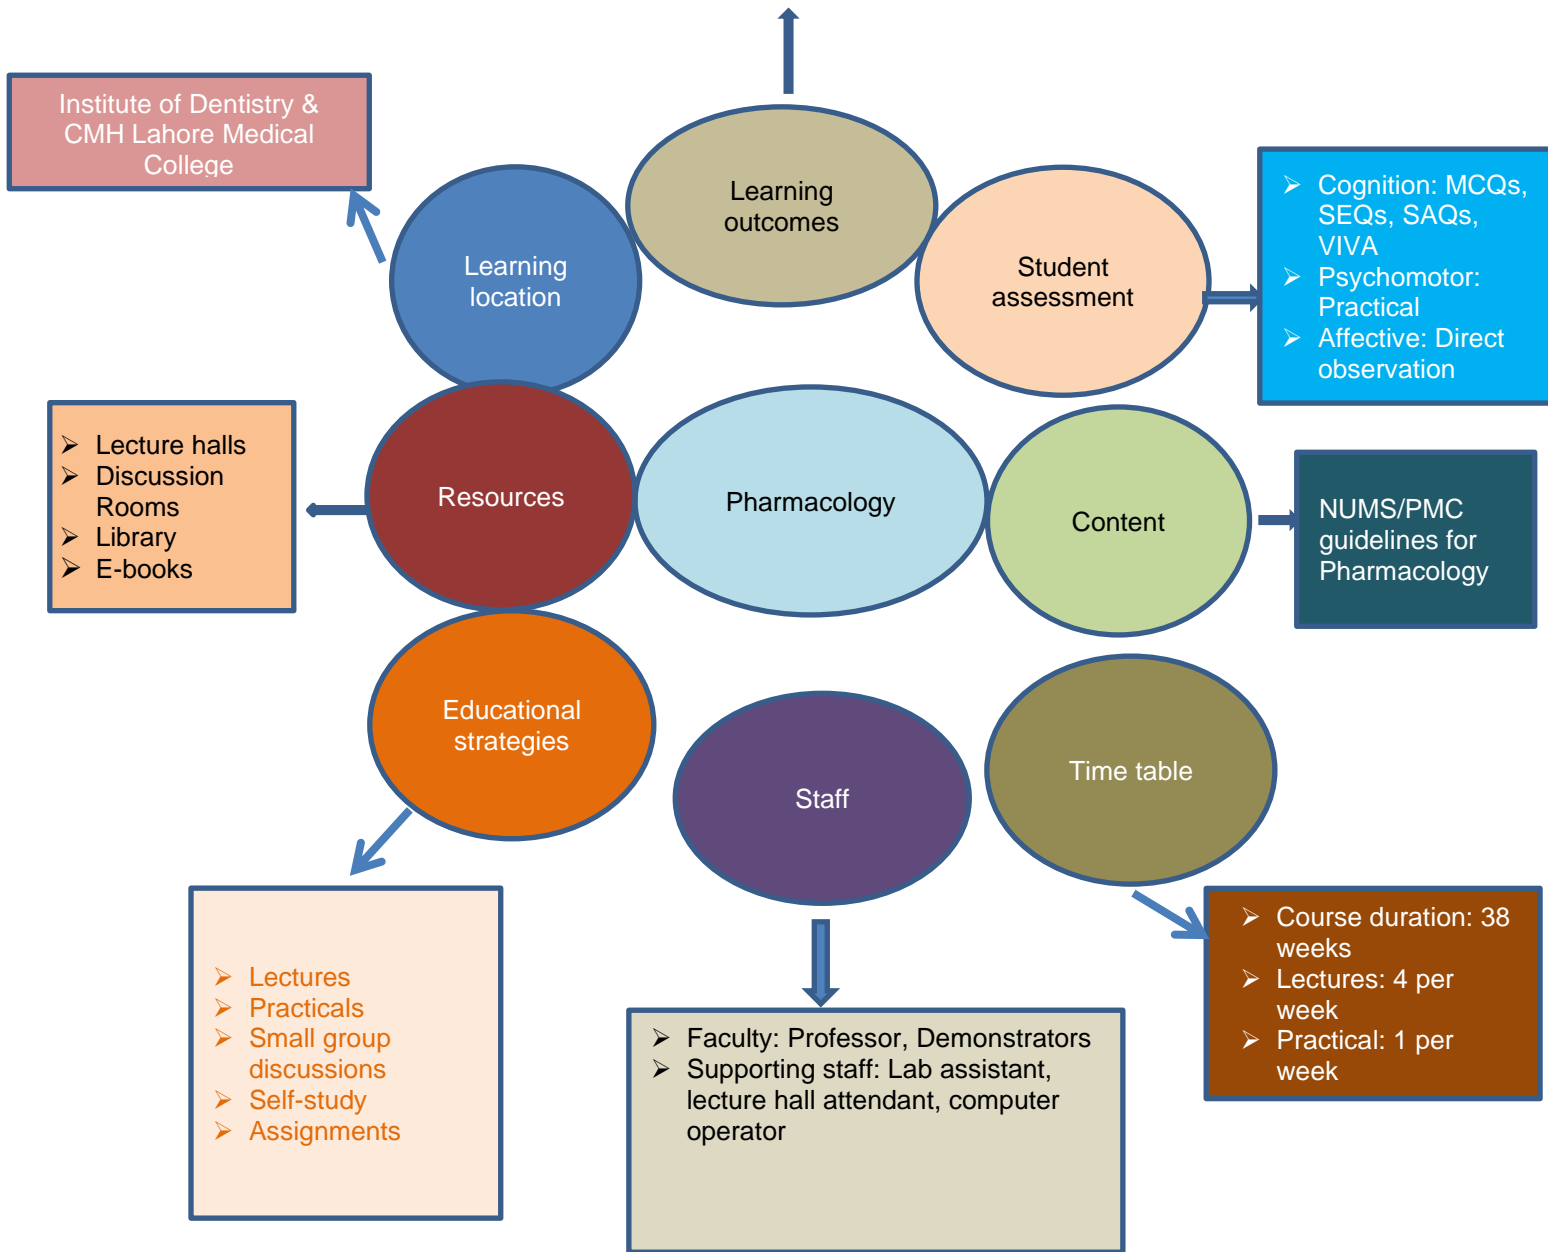 Institute of Dentistry &
CMH Lahore Medical
College
Learning
outcomes
Learning
location
Student
assessment
➢ Cognition: MCQs,
SEQs, SAQs,
VIVA
➢ Psychomotor:
Practical
➢ Affective: Direct
observation
➢ Lecture halls
➢ Discussion
Rooms
➢ Library
➢ E-books
Resources
Pharmacology
Content
NUMS/PMC
guidelines for
Pharmacology
Educational
strategies
Staff
Time table
➢ Lectures
➢ Practicals
➢ Small group
discussions
➢ Self-study
➢ Assignments
➢ Faculty: Professor, Demonstrators
➢ Supporting staff: Lab assistant,
lecture hall attendant, computer
operator
➢ Course duration: 38
weeks
➢ Lectures: 4 per
week
➢ Practical: 1 per
week